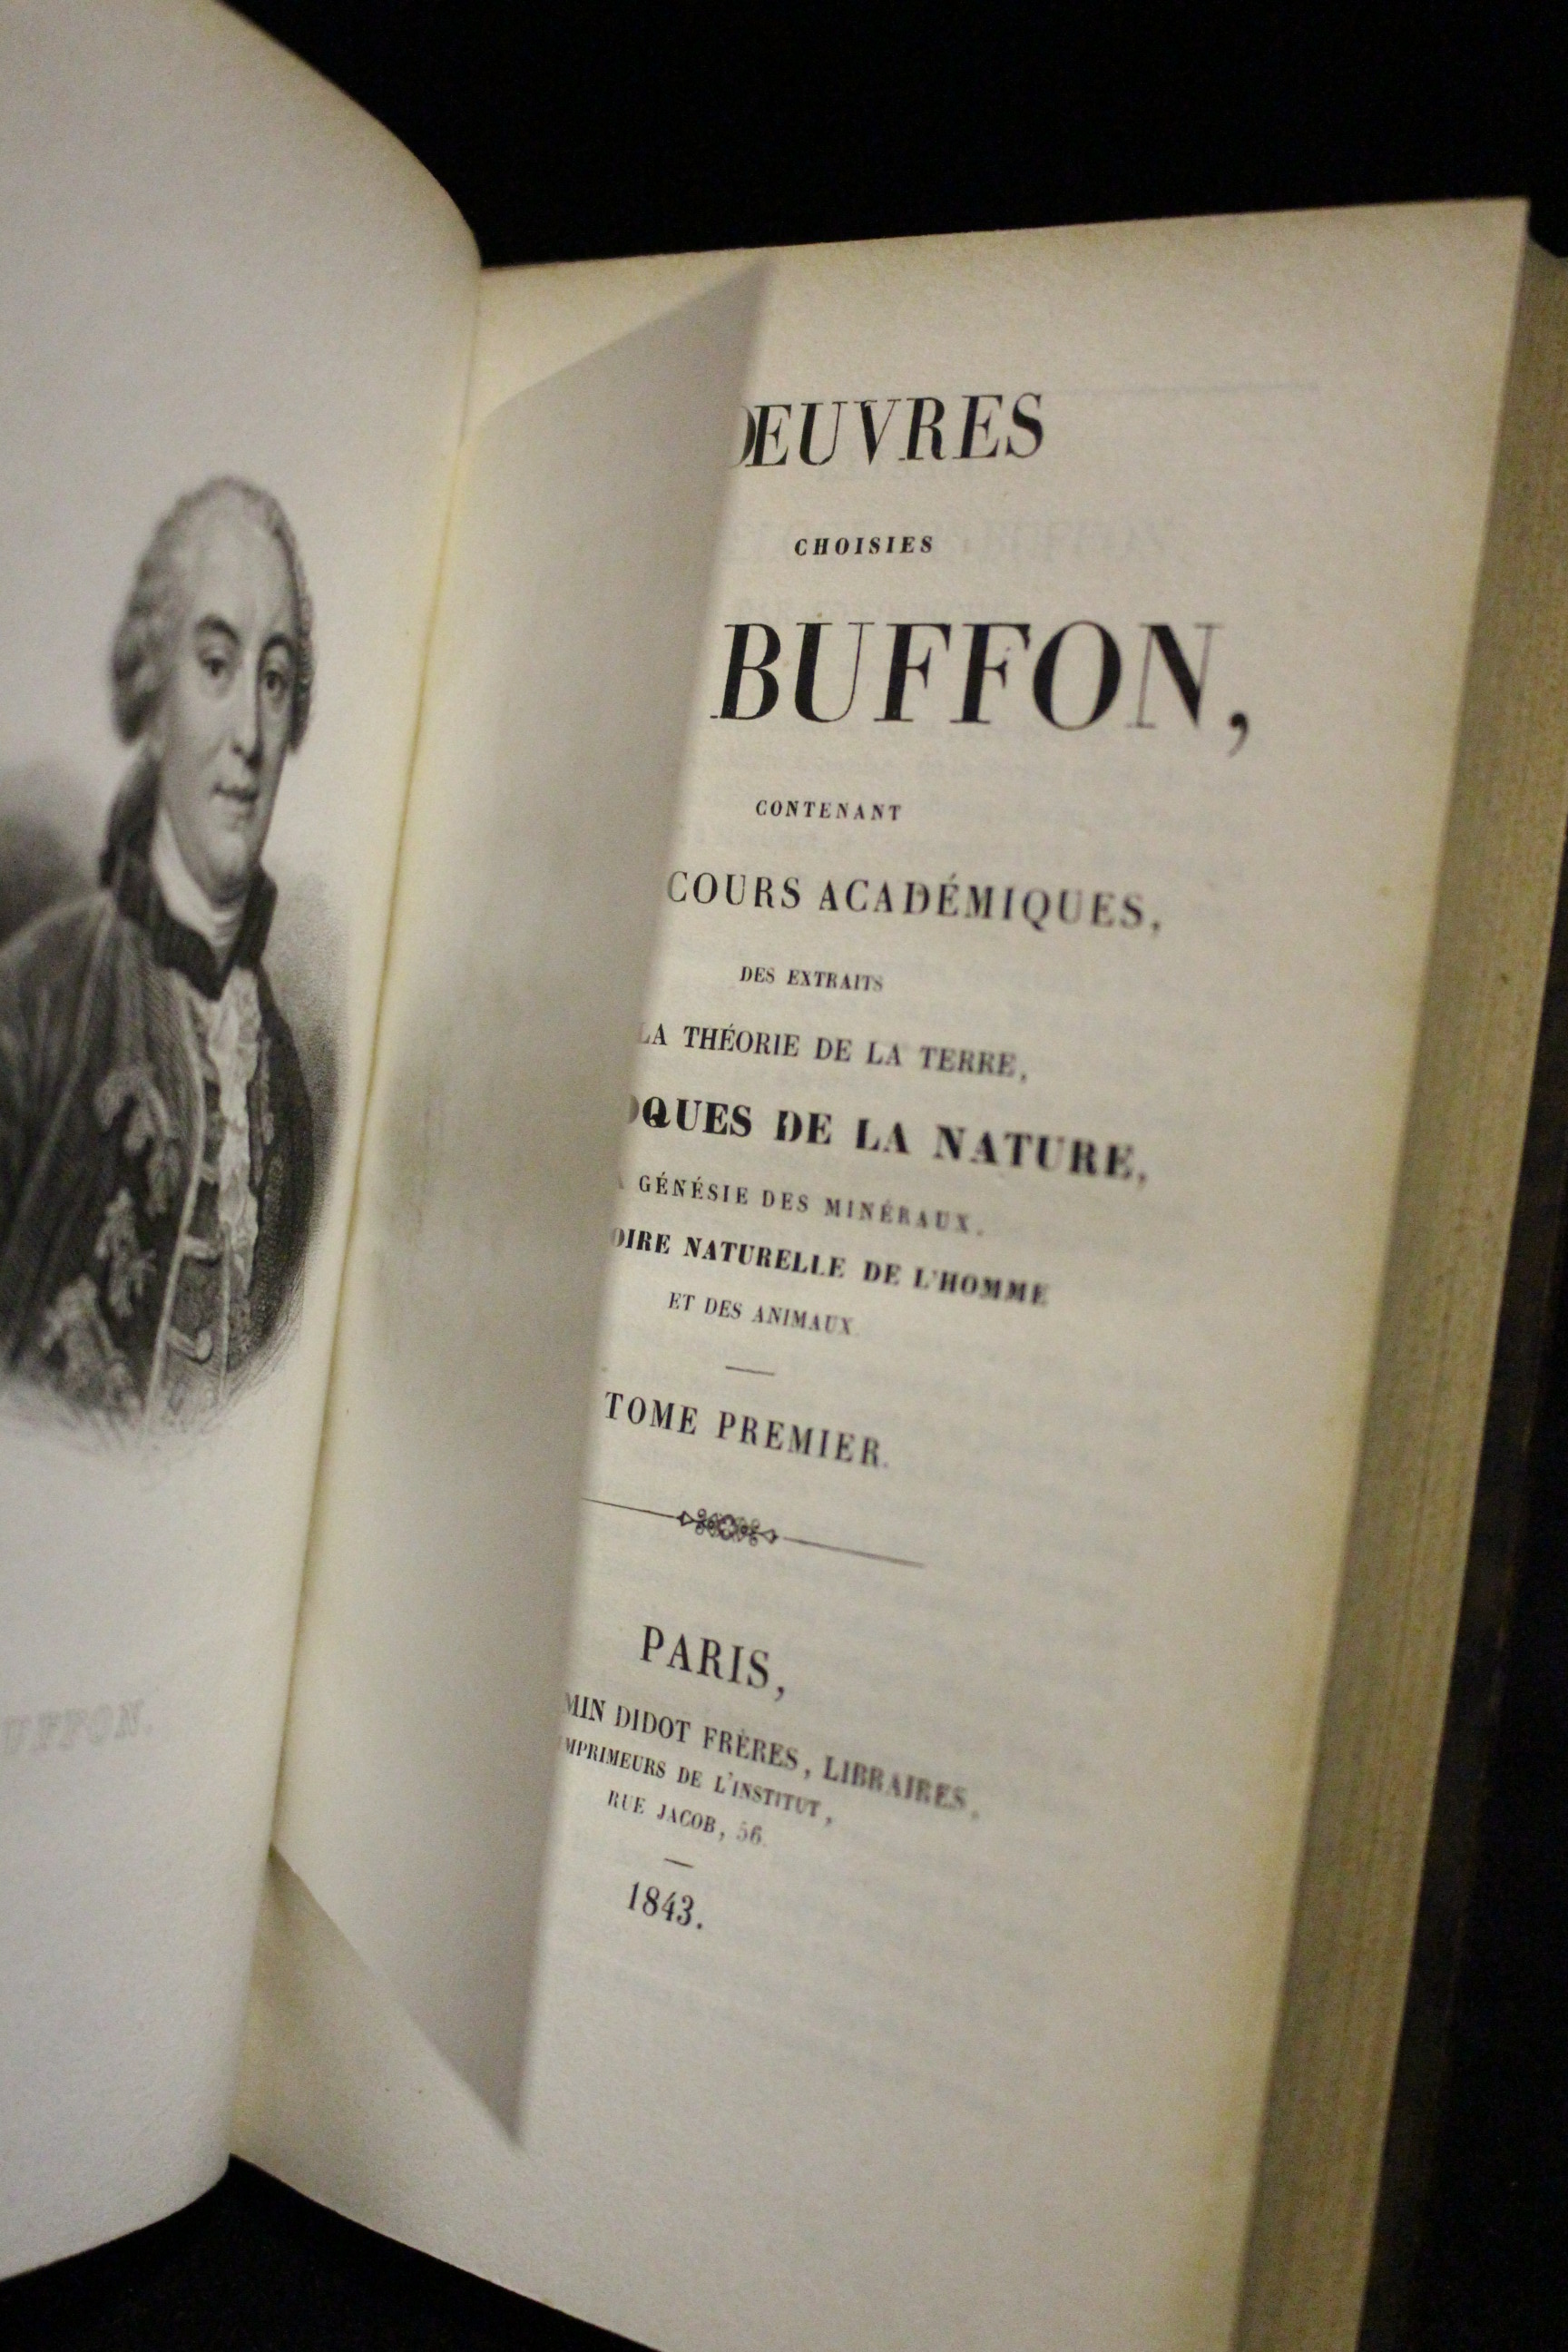 ŒUVRES
CHOISIES
BUFFON,
CONTENANT
COURS ACADÉMIQUES,
DES EXTRAITS
LA THÉORIE DE LA TERRE,
OQUES DE LA NATURE,
GÉNÉSIE DES MINÉRAUX.
OIRE NATURELLE DE L'HOMME
ET DES ANIMAUX
TOME PREMIER.
PARIS,
MIN DIDOT FRÈRES, LIBRAIRES,
MPRIMEURS DE L'INSTITUT,
RUE JACOB, 56.
1843.
UFFON.